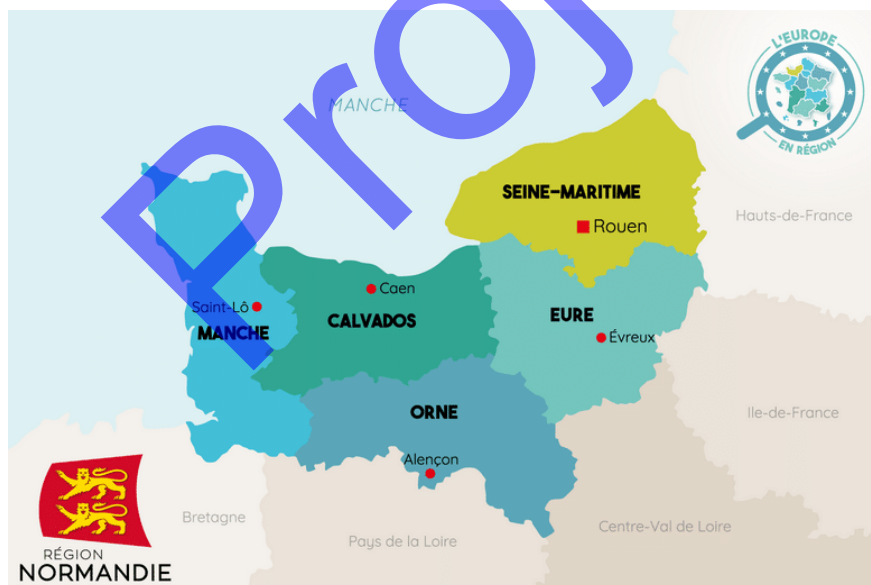 L'EUROPE
EN RÉGION
MANCHE
SEINE-MARITIME
Rouen
Hauts-de-France
Caen
Saint-Lô
MANCHE
CALVADOS
EURE
Évreux
ORNE
Ile-de-France
Alençon
Bretagne
Pays de la Loire
Centre-Val de Loire
RÉGION
NORMANDIE
Proj